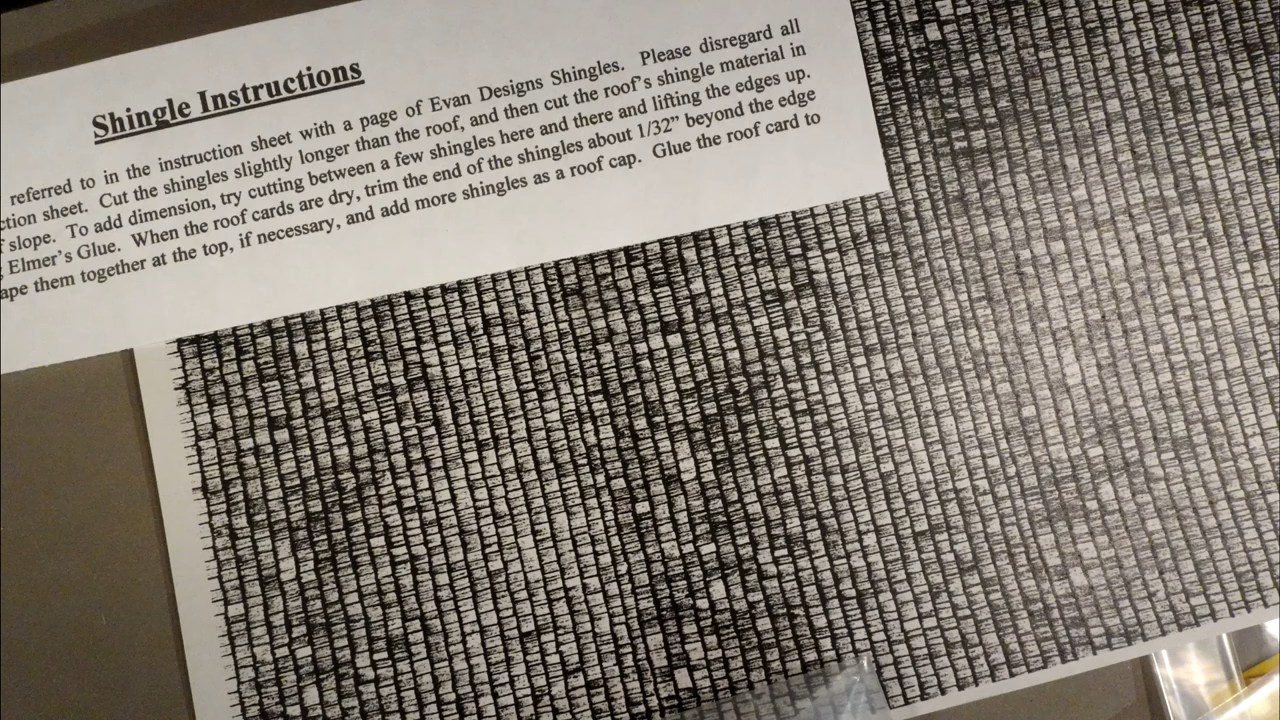 Shingle Instructions
referred to in the instruction sheet with a page of Evan Designs Shingles. Please disregard all
ction sheet. Cut the shingles slightly longer than the roof, and then cut the roof's shingle material in
f slope. To add dimension, try cutting between a few shingles here and there and lifting the edges up.
Elmer's Glue. When the roof cards are dry, trim the end of the shingles about 1/32” beyond the edge
ape them together at the top, if necessary, and add more shingles as a roof cap. Glue the roof card to